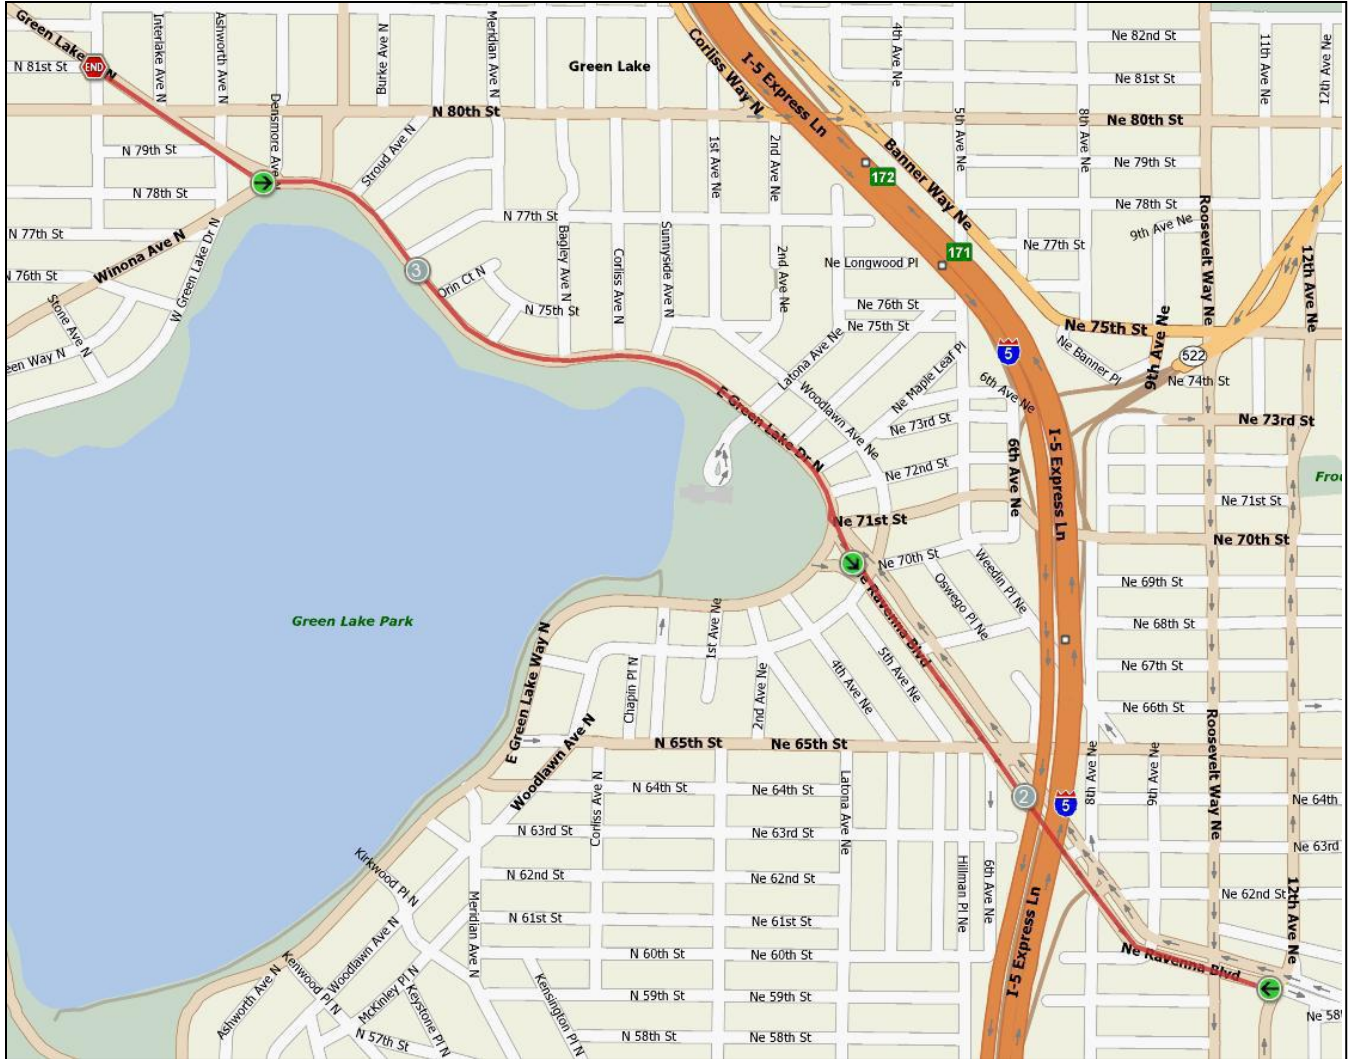 Green Lake
N
N 81st St
END
Interlake Ave N
Ashworth Ave N
Densmore Ave
Burke Ave N
Meridian Ave N
Green Lake
Corliss Way N
I-5 Express Ln
4th Ave Ne
Ne 82nd St
Ne 81st St
11th Ave Ne
12th Ave Ne
N 80th St
Ne 80th St
N 79th St
Stroud Ave N
1st Ave Ne
2nd Ave Ne
172
Banner Way Ne
5th Ave Ne
8th Ave Ne
Ne 79th St
N 78th St
Ne 78th St
N 77th St
Winona Ave N
W Green Lake Dr N
N 77th St
Bagley Ave N
Corliss Ave N
Sunnyside Ave N
2nd Ave Ne
171
Ne 77th St
9th Ave Ne
Roosevelt Way Ne
12th Ave Ne
N 76th St
Stone Ave N
een Way N
3
Orin Ct N
N 75th St
Ne Longwood Pl
Ne 76th St
Ne 75th St
5
Ne 75th St
Ne Banner Pl
9th Ave Ne
522
Ne 74th St
Latona Ave Ne
Woodlawn Ave Ne
Ne Maple Leaf Pl
6th Ave Ne
E Green Lake Dr N
Ne 73rd St
Ne 73rd St
Ne 72nd St
6th Ave Ne
I-5 Express Ln
Ne 71st St
Ne 71st St
Ne 70th St
Ne 70th St
Weedin Pl Ne
Oswego Pl Ne
Ne 69th St
Green Lake Park
Ne Ravenna Blvd
Ne 68th St
1st Ave Ne
Ne 67th St
E Green Lake Way N
Chapin Pl N
2nd Ave Ne
4th Ave Ne
5th Ave Ne
Ne 66th St
Woodlawn Ave N
N 65th St
Ne 65th St
Roosevelt Way Ne
Corliss Ave N
N 64th St
Ne 64th St
Latona Ave Ne
2
5
8th Ave Ne
9th Ave Ne
Ne 64th
N 63rd St
Ne 63rd St
Ne 63rd
Kirkwood Pl N
Meridian Ave N
N 62nd St
Ne 62nd St
Hillman Pl Ne
6th Ave Ne
I-5 Express Ln
Ne 62nd St
12th Ave Ne
N 61st St
Ne 61st St
Woodlawn Ave N
Kenwood Pl N
N 60th St
Ne 60th St
Ne Ravenna Blvd
Ashworth Ave N
McKinley Pl N
Keystone Pl N
Kensington Pl N
N 59th St
Ne 59th St
Ne 58
N 57th St
N 58th St
Ne 58th St